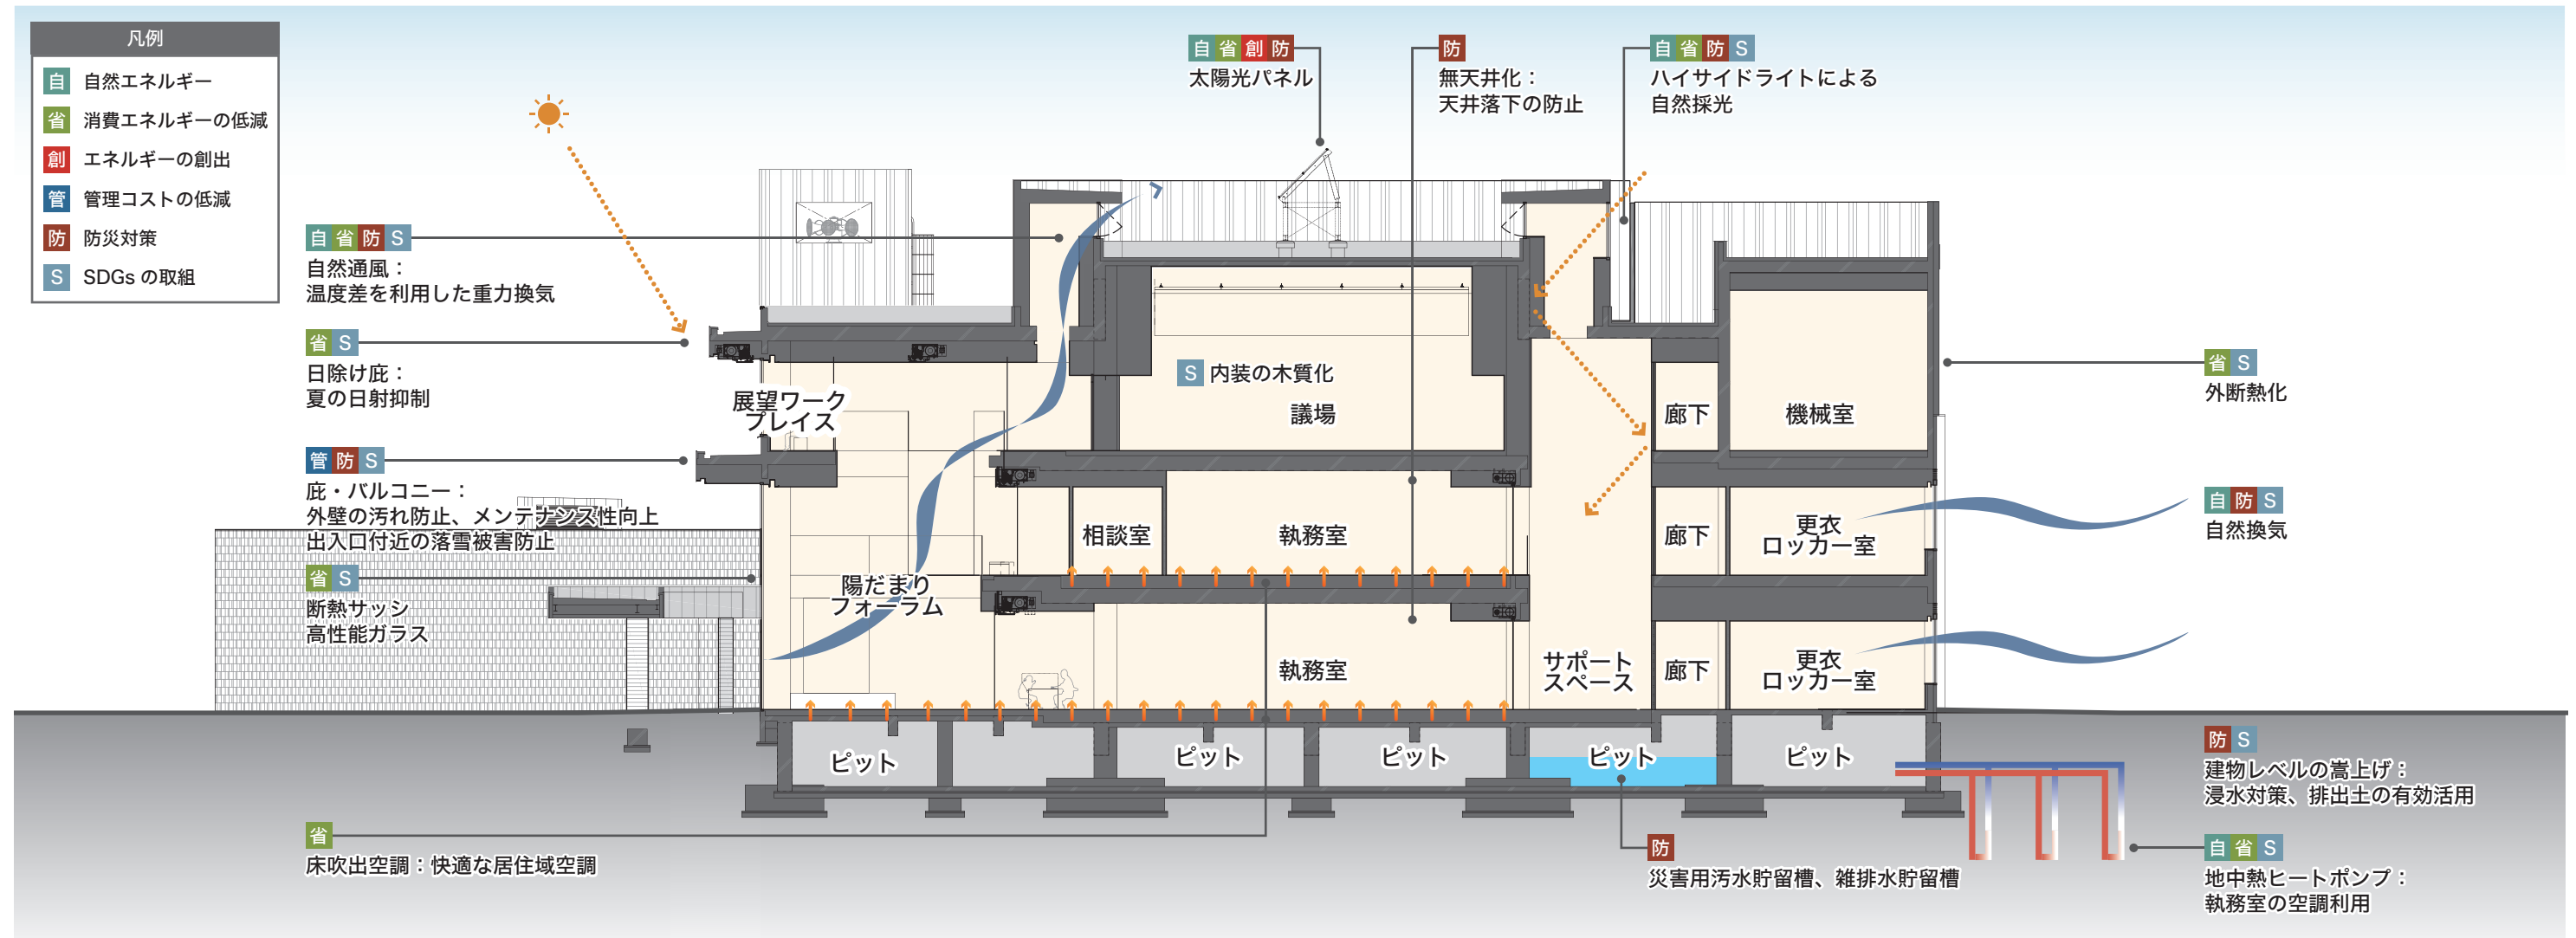 凡例
自 自然エネルギー
省 消費エネルギーの低減
創 エネルギーの創出
管 管理コストの低減
防 防災対策
S SDGs の取組
自省創防
太陽光パネル
防
無天井化：
天井落下の防止
自省防S
ハイサイドライトによる
自然採光
自省防S
自然通風：
温度差を利用した重力換気
省S
日除け庇：
夏の日射抑制
管防S
庇・バルコニー：
外壁の汚れ防止、メンテナンス性向上
出入口付近の落雪被害防止
省S
断熱サッシ
高性能ガラス
省
床吹出空調：快適な居住域空調
展望ワーク
プレイス
陽だまり
フォーラム
S 内装の木質化
議場
廊下
機械室
相談室
執務室
廊下
更衣
ロッカー室
執務室
サポート
スペース
廊下
更衣
ロッカー室
ピット
ピット
ピット
ピット
ピット
省S
外断熱化
自防S
自然換気
防S
建物レベルの嵩上げ：
浸水対策、排出土の有効活用
防
災害用汚水貯留槽、雑排水貯留槽
自省S
地中熱ヒートポンプ：
執務室の空調利用